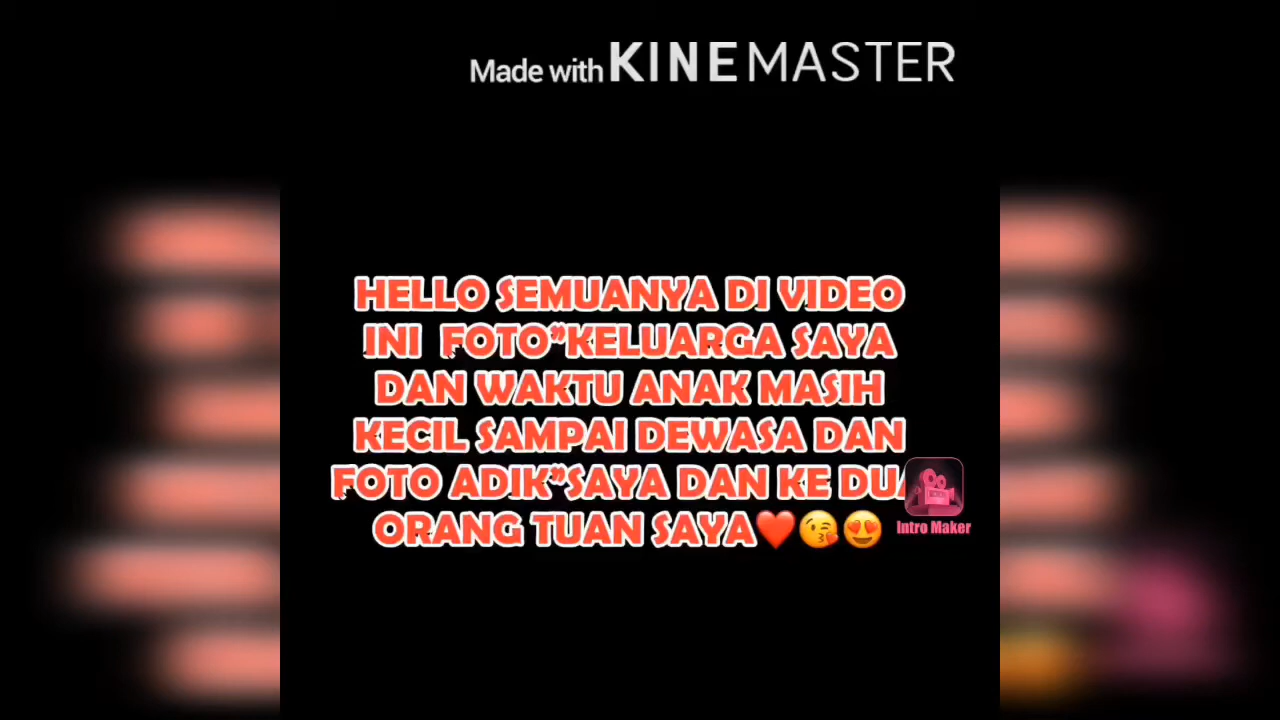 Made with KINEMASTER
HELLO SEMUANYA DI VIDEO
INI FOTO"KELUARGA SAYA
DAN WAKTU ANAK MASIH
KECIL SAMPAI DEWASA DAN
FOTO ADIK"SAYA DAN KE DUA
ORANG TUAN SAYA❤️😘😍
Intro Maker